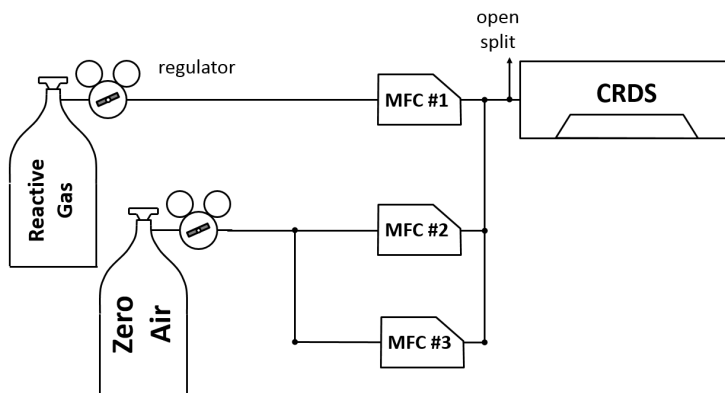 open
split
regulator
MFC #1
CRDS
Reactive
Gas
MFC #2
Zero
Air
MFC #3